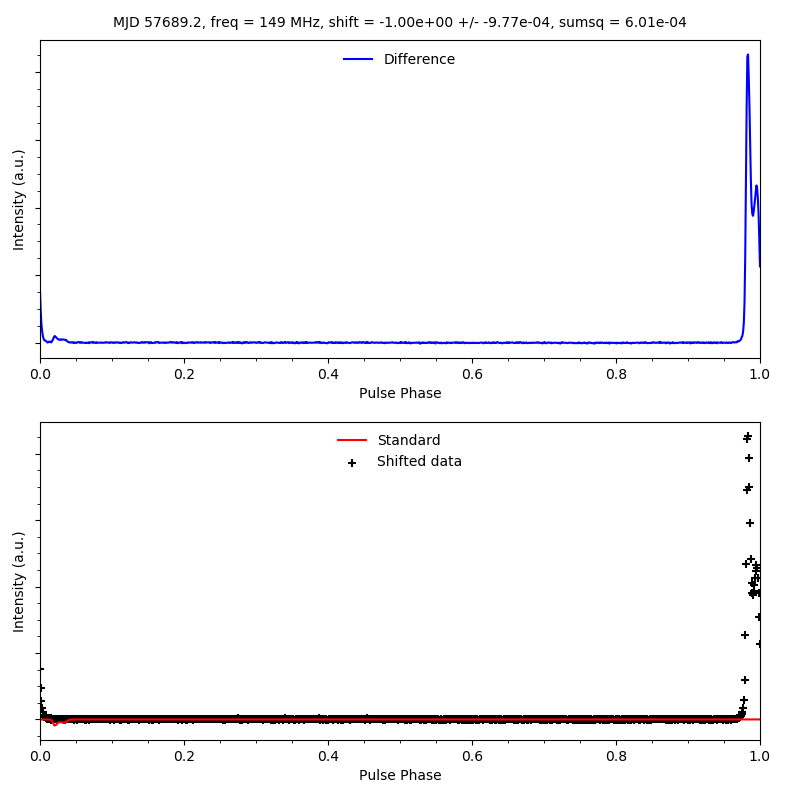 MJD 57689.2, freq = 149 MHz, shift = -1.00e+00 +/- -9.77e-04, sumsq = 6.01e-04
Difference
Intensity (a.u.)
0.0 0.2 0.4 0.6 0.8 1.0
Pulse Phase
Standard
Shifted data
Intensity (a.u.)
0.0 0.2 0.4 0.6 0.8 1.0
Pulse Phase